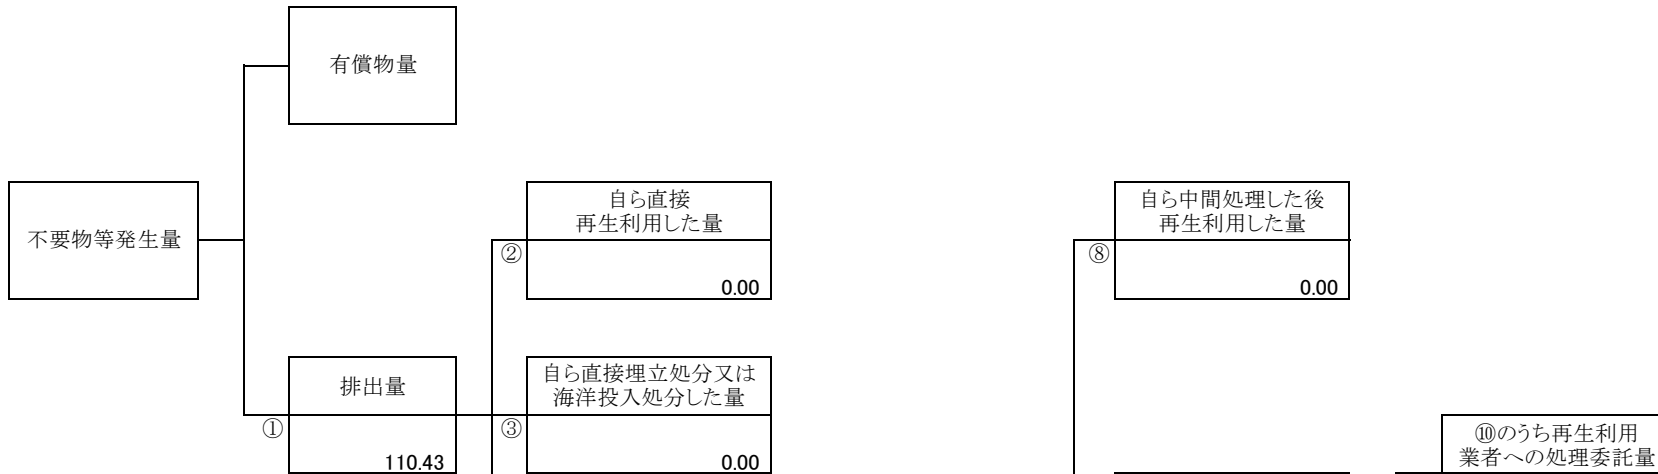 有償物量
不要物等発生量
自ら直接
再生利用した量
②
0.00
自ら中間処理した後
再生利用した量
⑧
0.00
排出量
①
110.43
自ら直接埋立処分又は
海洋投入処分した量
③
0.00
⑩のうち再生利用
業者への処理委託量